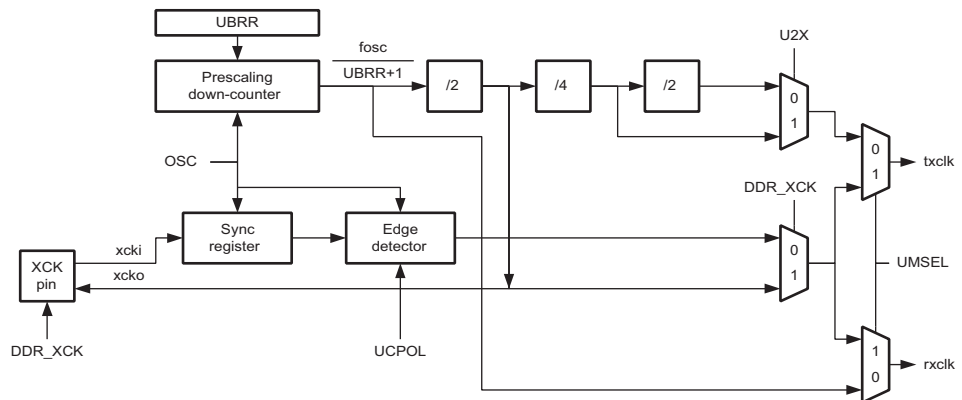 UBRR
fosc
UBRR+1
U2X
Prescaling
down-counter
/2
/4
/2
0
1
OSC
0
1
txclk
DDR_XCK
Sync
register
Edge
detector
0
1
xcki
xcko
XCK
pin
UMSEL
DDR_XCK
UCPOL
1
0
rxclk